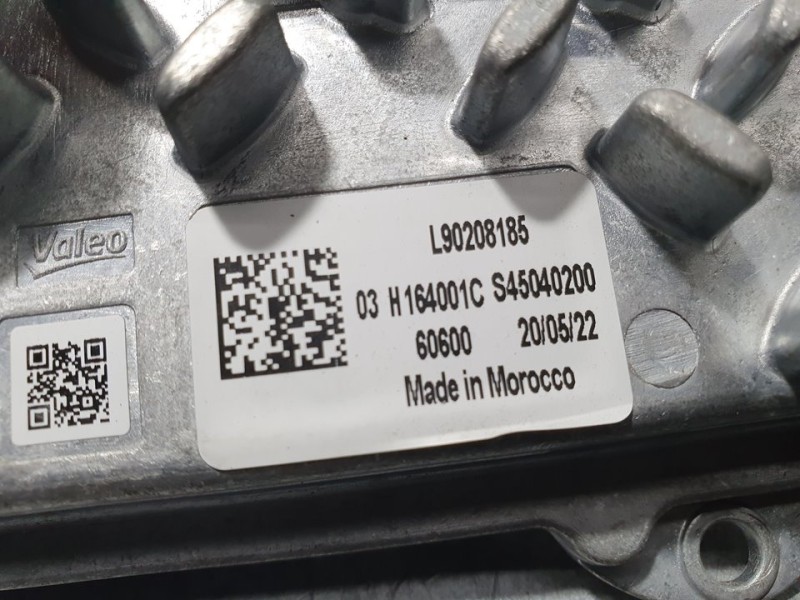 Valeo
L90208185
03 H164001C S45040200
60600 20/05/22
Made in Morocco